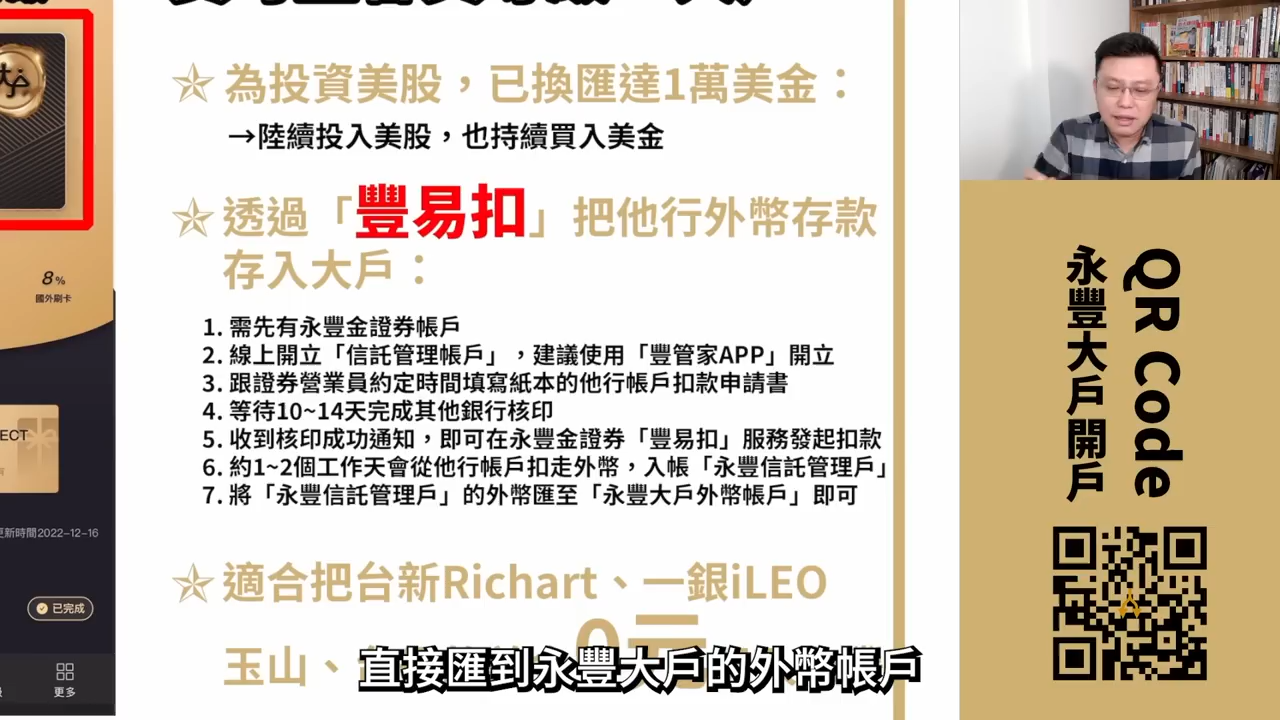 ☆為投資美股，已換匯達1萬美金：
→陸續投入美股，也持續買入美金
☆透過「豐易扣」把他行外幣存款
存入大戶：
1. 需先有永豐金證券帳戶
2. 線上開立「信託管理帳戶」，建議使用「豐管家APP」開立
3. 跟證券營業員約定時間填寫紙本的他行帳戶扣款申請書
4. 等待10~14天完成其他銀行核印
5. 收到核印成功通知，即可在永豐金證券「豐易扣」服務發起扣款
6. 約1~2個工作天會從他行帳戶扣走外幣，入帳「永豐信託管理戶」
7. 將「永豐信託管理戶」的外幣匯至「永豐大戶外幣帳戶」即可
☆適合把台新Richart、一銀iLEO
玉山、
0元
直接匯到永豐大戶的外幣帳戶
8%
國外刷卡
ECT
更新時間2022-12-16
已完成
更多
QR Code
永豐大戶開戶